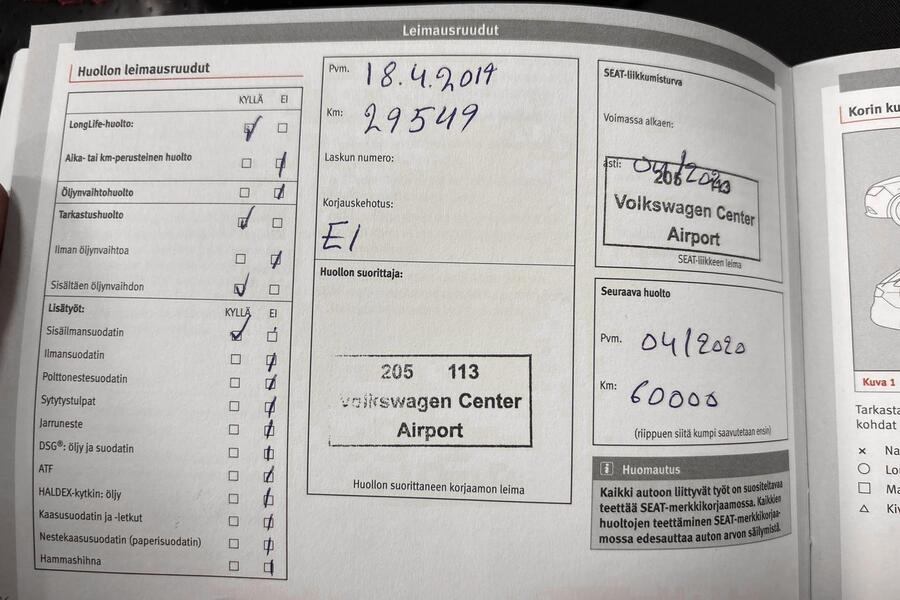 Leimausruudut
Huollon leimausruudut
KYLLÄ EI
LongLife-huolto:
Aika- tai km-perusteinen huolto
Öljynvaihtohuolto
Tarkastushuolto
Ilman öljynvaihtoa
Sisältäen öljynvaihdon
Lisätyöt: KYLLÄ EI
Sisäilmansuodatin
Ilmansuodatin
Polttonestesuodatin
Sytytystulpat
Jarruneste
DSG®: öljy ja suodatin
ATF
HALDEX-kytkin: öljy
Kaasusuodatin ja -letkut
Nestekaasusuodatin (paperisuodatin)
Hammashihna
Pvm. 18.4.2019
Km: 29549
Laskun numero:
Korjauskehotus:
EI
Huollon suorittaja:
205 113
Volkswagen Center
Airport
Huollon suorittaneen korjaamon leima
SEAT-liikkumisturva
Voimassa alkaen:
asti: 04/2020
205 113
Volkswagen Center
Airport
SEAT-liikkeen leima
Seuraava huolto
Pvm. 04/2020
Km: 60000
(riippuen siitä kumpi saavutetaan ensin)
Huomautus
Kaikki autoon liittyvät työt on suositeltavaa
teettää SEAT-merkkikorjaamossa. Kaikkien
huoltojen teettäminen SEAT-merkkikorjaa-
mossa edesauttaa auton arvon säilymistä.
Korin
Kuva 1
kohdat